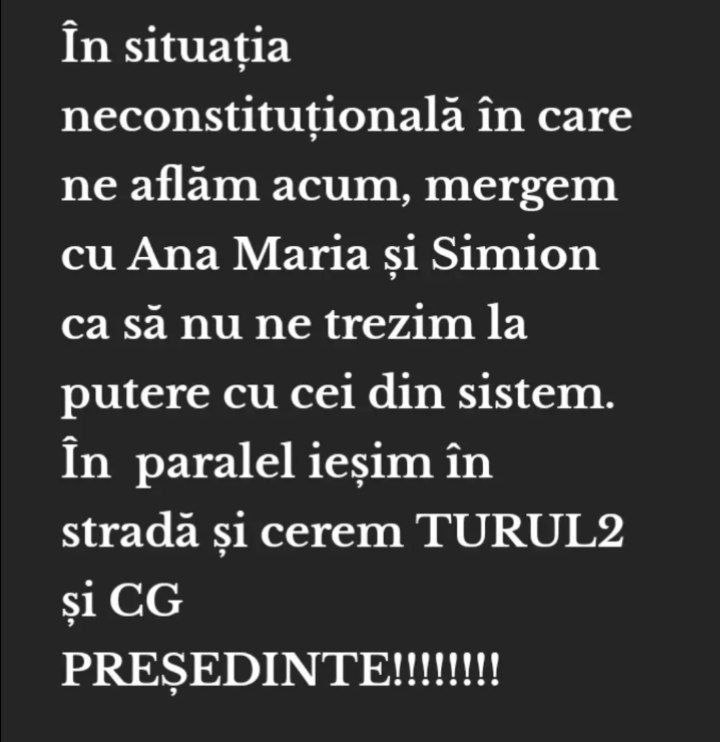 În situația
neconstituțională în care
ne aflăm acum, mergem
cu Ana Maria și Simion
ca să nu ne trezim la
putere cu cei din sistem.
În  paralel ieșim în
stradă și cerem TURUL2
și CG
PREȘEDINTE!!!!!!!!!